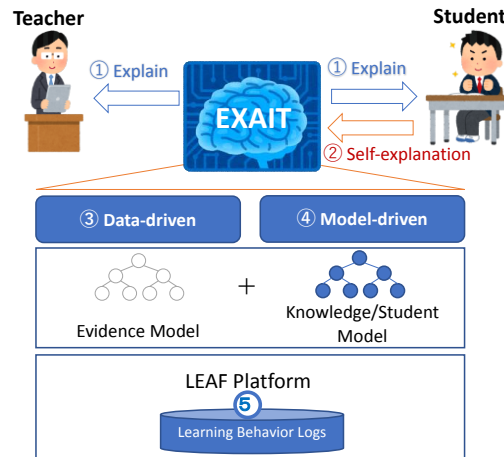 Teacher
Student
① Explain
① Explain
EXAIT
② Self-explanation
③ Data-driven
④ Model-driven
+
Evidence Model
Knowledge/Student
Model
LEAF Platform
5
Learning Behavior Logs